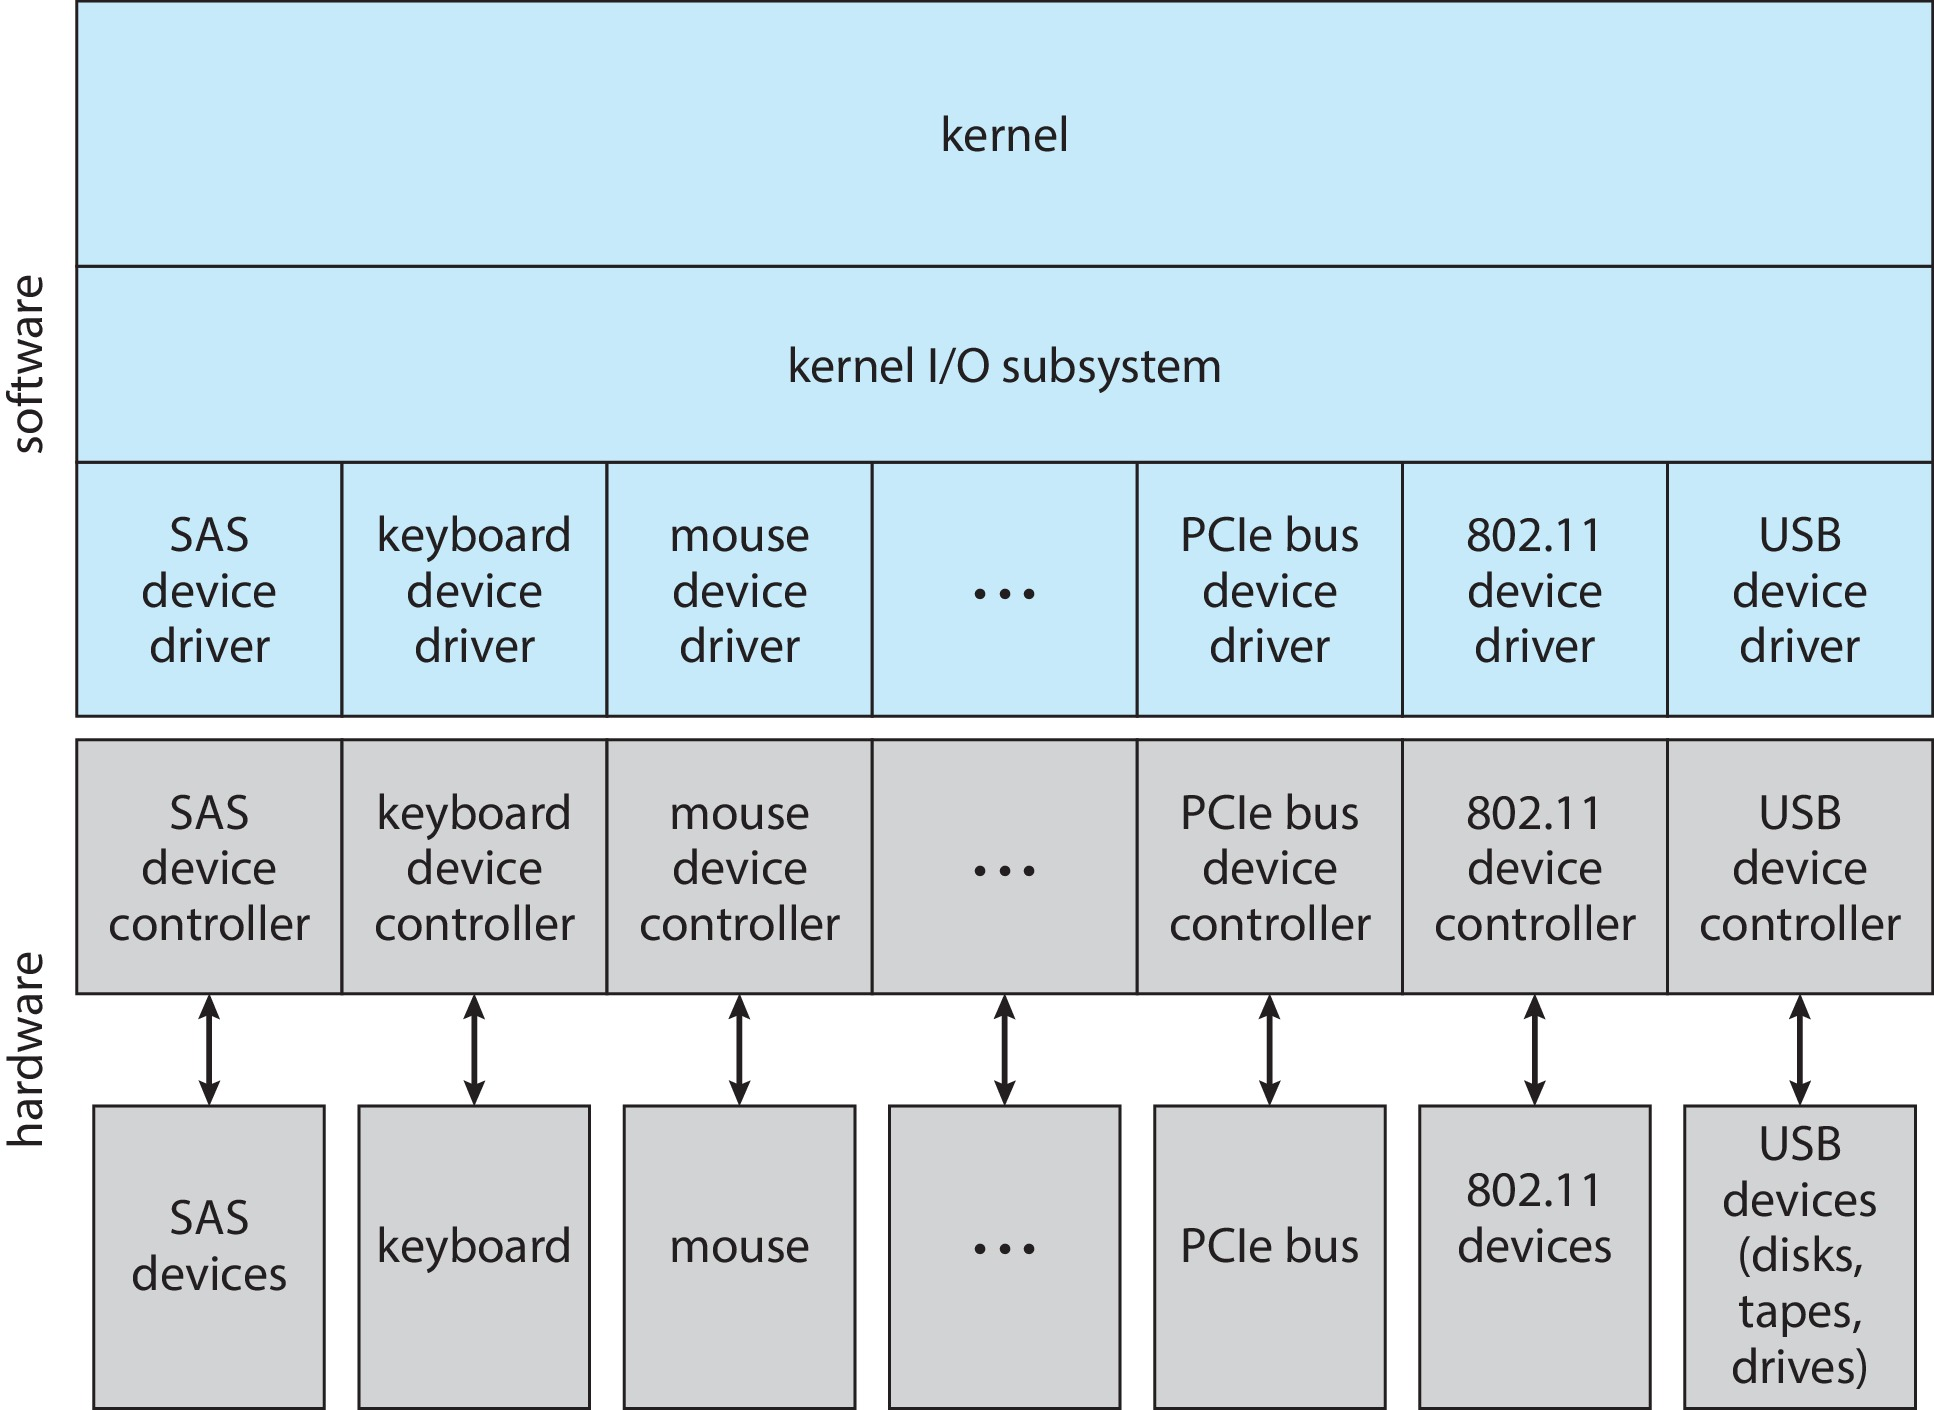 kernel
software
kernel I/O subsystem
SAS
device
driver
keyboard
device
driver
mouse
device
driver
...
PCIe bus
device
driver
802.11
device
driver
USB
device
driver
hardware
SAS
device
controller
keyboard
device
controller
mouse
device
controller
...
PCIe bus
device
controller
802.11
device
controller
USB
device
controller
SAS
devices
keyboard
mouse
...
PCIe bus
802.11
devices
USB
devices
(disks,
tapes,
drives)